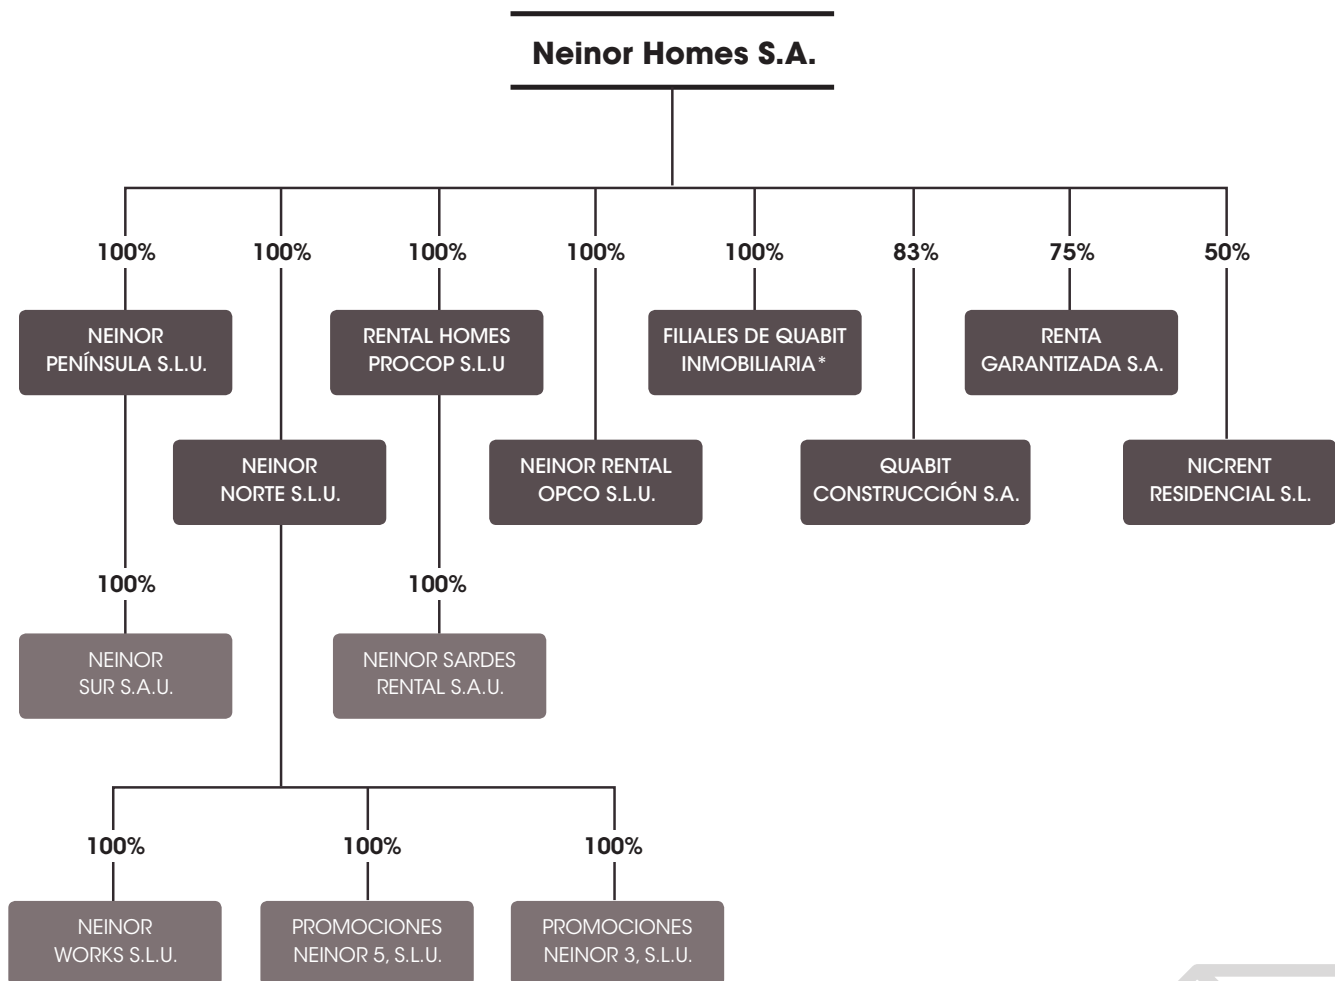 Neinor Homes S.A.
100%
100%
100%
100%
100%
83%
75%
50%
NEINOR
PENÍNSULA S.L.U.
RENTAL HOMES
PROCOP S.L.U
FILIALES DE QUABIT
INMOBILIARIA*
RENTA
GARANTIZADA S.A.
NEINOR
NORTE S.L.U.
NEINOR RENTAL
OPCO S.L.U.
QUABIT
CONSTRUCCIÓN S.A.
NICRENT
RESIDENCIAL S.L.
100%
100%
NEINOR
SUR S.A.U.
NEINOR SARDES
RENTAL S.A.U.
100%
100%
100%
NEINOR
WORKS S.L.U.
PROMOCIONES
NEINOR 5, S.L.U.
PROMOCIONES
NEINOR 3, S.L.U.